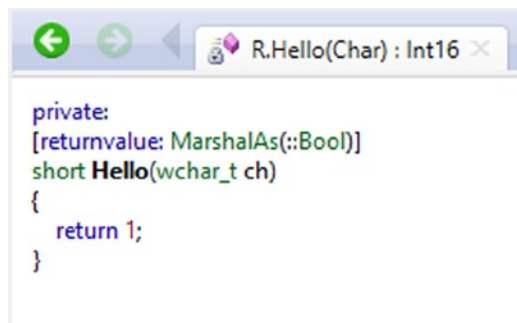 R.Hello(Char) : Int16
private:
[returnvalue: MarshalAs(::Bool)]
short Hello(wchar_t ch)
{
return 1;
}